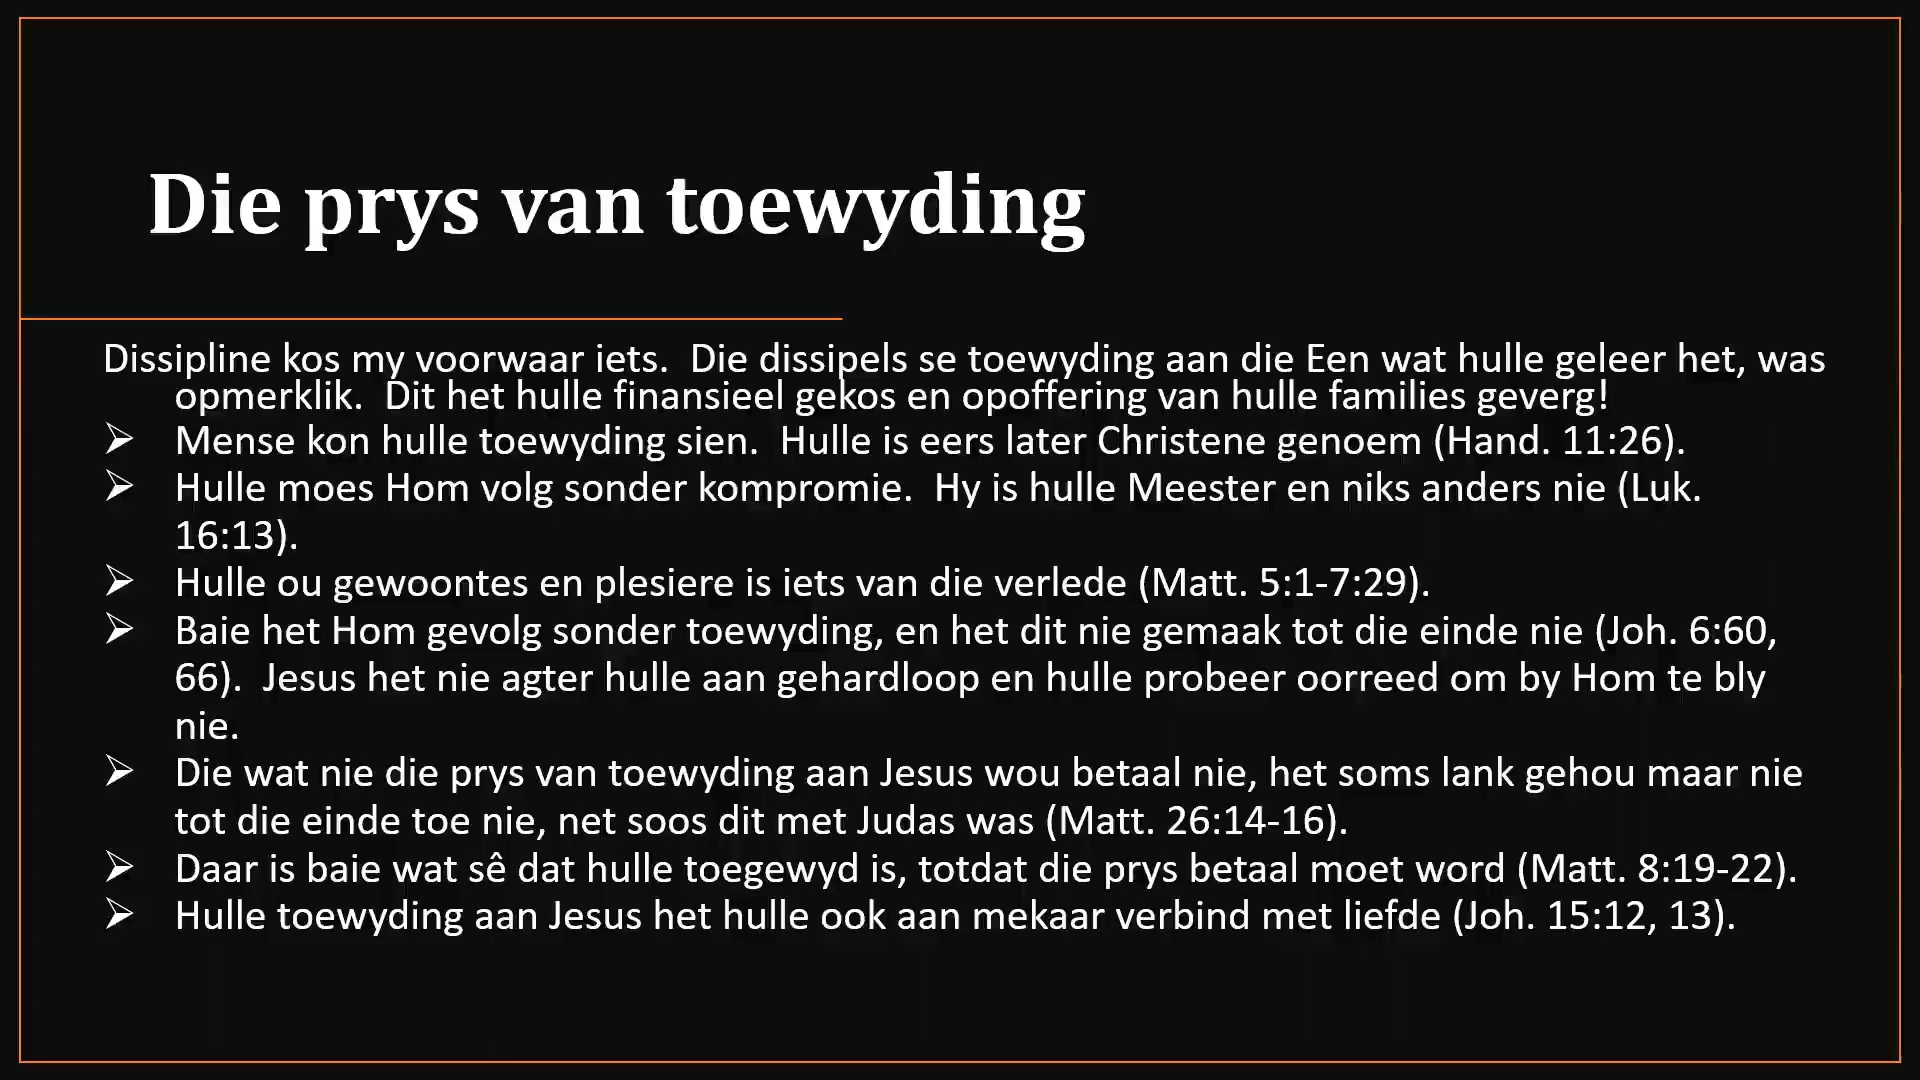 Die prys van toewyding
Dissipline kos my voorwaar iets.  Die dissipels se toewyding aan die Een wat hulle geleer het, was
opmerklik.  Dit het hulle finansieel gekos en opoffering van hulle families geverg!
➢ Mense kon hulle toewyding sien.  Hulle is eers later Christene genoem (Hand. 11:26).
➢ Hulle moes Hom volg sonder kompromie.  Hy is hulle Meester en niks anders nie (Luk.
16:13).
➢ Hulle ou gewoontes en plesiere is iets van die verlede (Matt. 5:1-7:29).
➢ Baie het Hom gevolg sonder toewyding, en het dit nie gemaak tot die einde nie (Joh. 6:60,
66).  Jesus het nie agter hulle aan gehardloop en hulle probeer oorreed om by Hom te bly
nie.
➢ Die wat nie die prys van toewyding aan Jesus wou betaal nie, het soms lank gehou maar nie
tot die einde toe nie, net soos dit met Judas was (Matt. 26:14-16).
➢ Daar is baie wat sê dat hulle toegewyd is, totdat die prys betaal moet word (Matt. 8:19-22).
➢ Hulle toewyding aan Jesus het hulle ook aan mekaar verbind met liefde (Joh. 15:12, 13).